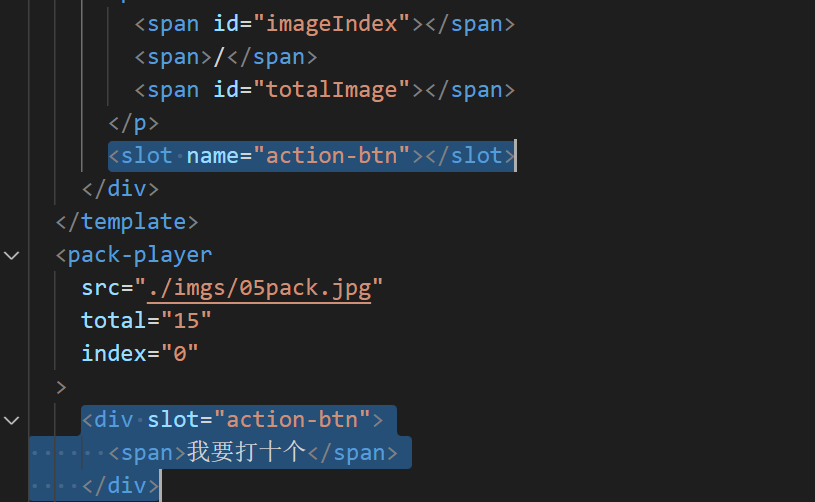 <span id="imageIndex"></span>
<span>/</span>
<span id="totalImage"></span>
</p>
<slot name="action-btn"></slot>
</div>
</template>
<pack-player
src="./imgs/05pack.jpg"
total="15"
index="0"
>
<div slot="action-btn">
<span>我要打十个</span>
</div>